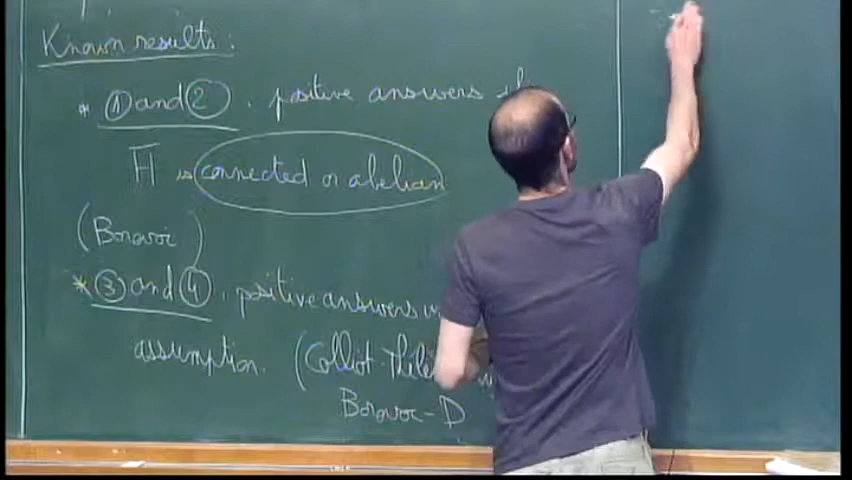 Known results:
* ① and ②, positive answers
H̅ is connected or abelian
(Borovoi)
* ③ and ④, positive answers
assumption. (Colliot-Thélè
Borovoi - D